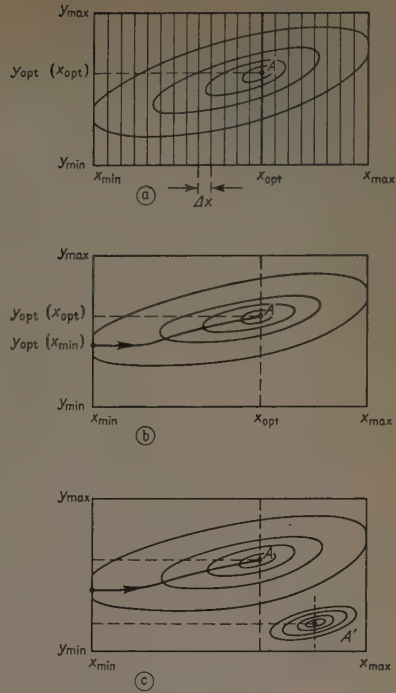 ymax
yopt (xopt)
A
ymin
xmin
xopt
xmax
Δx
a
ymax
yopt (xopt)
A
yopt (xmin)
ymin
xmin
xopt
xmax
b
ymax
A
A'
ymin
xmin
xmax
c